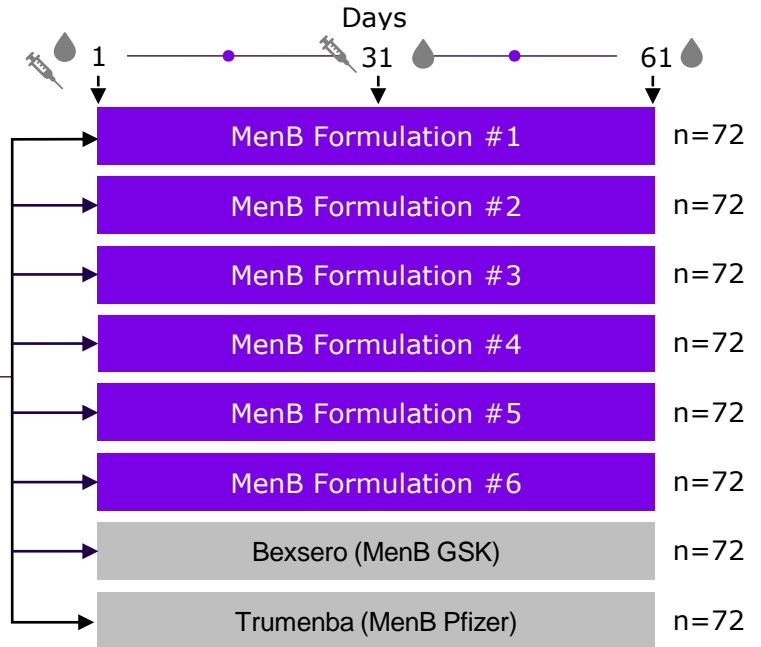 Days
1 31 61
MenB Formulation #1 n=72
MenB Formulation #2 n=72
MenB Formulation #3 n=72
MenB Formulation #4 n=72
MenB Formulation #5 n=72
MenB Formulation #6 n=72
Bexsero (MenB GSK) n=72
Trumenba (MenB Pfizer) n=72